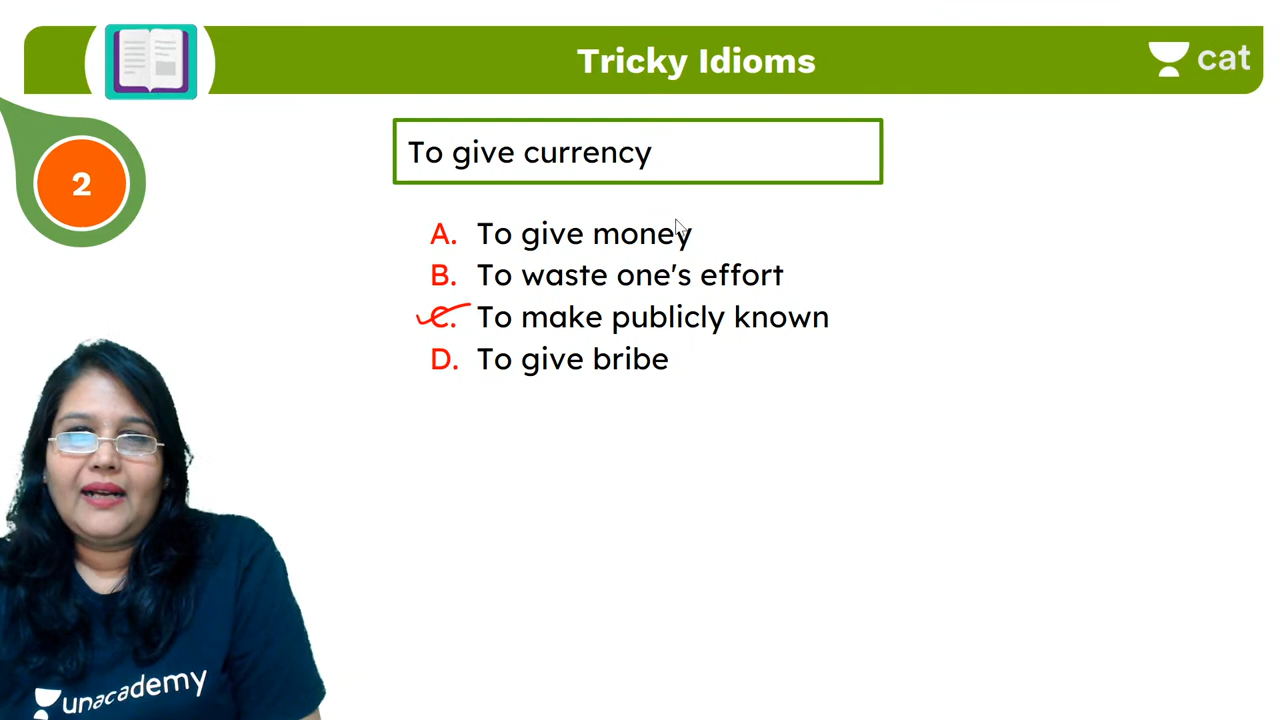 Tricky Idioms
cat
2
To give currency
A. To give money
B. To waste one's effort
C. To make publicly known
D. To give bribe
unacademy